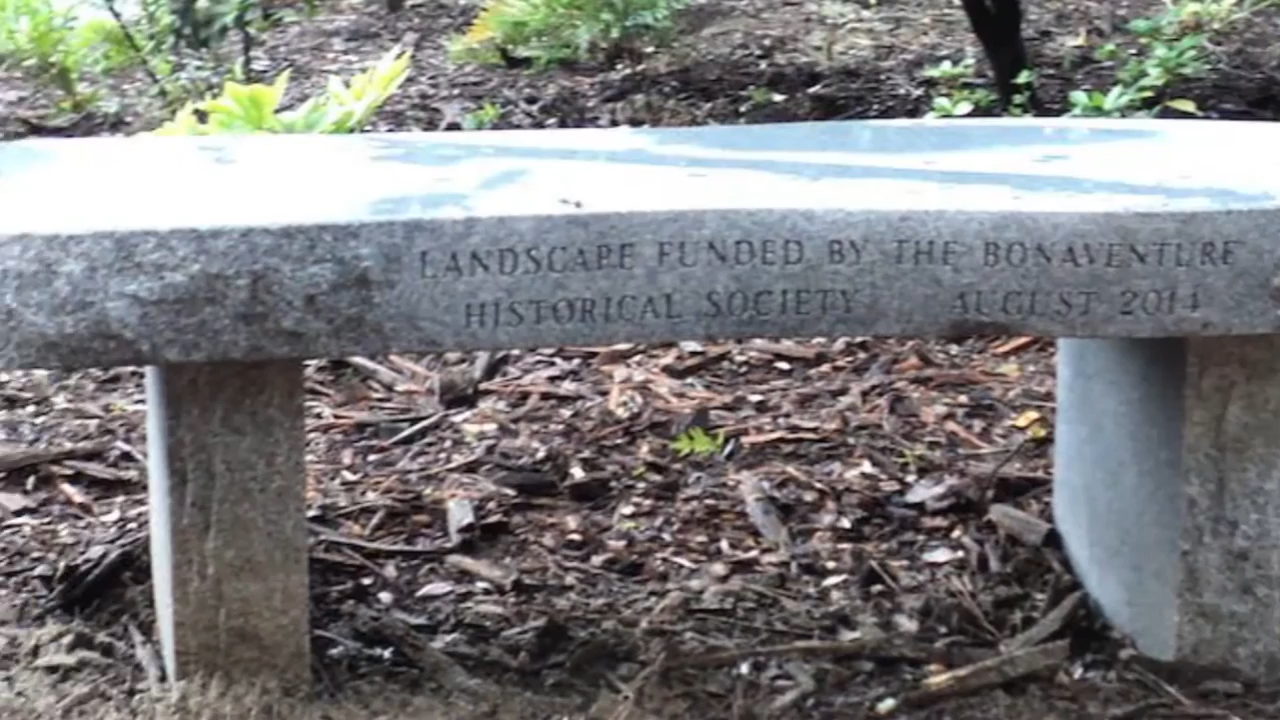 LANDSCAPE FUNDED BY THE BONAVENTURE
HISTORICAL SOCIETY AUGUST 2014